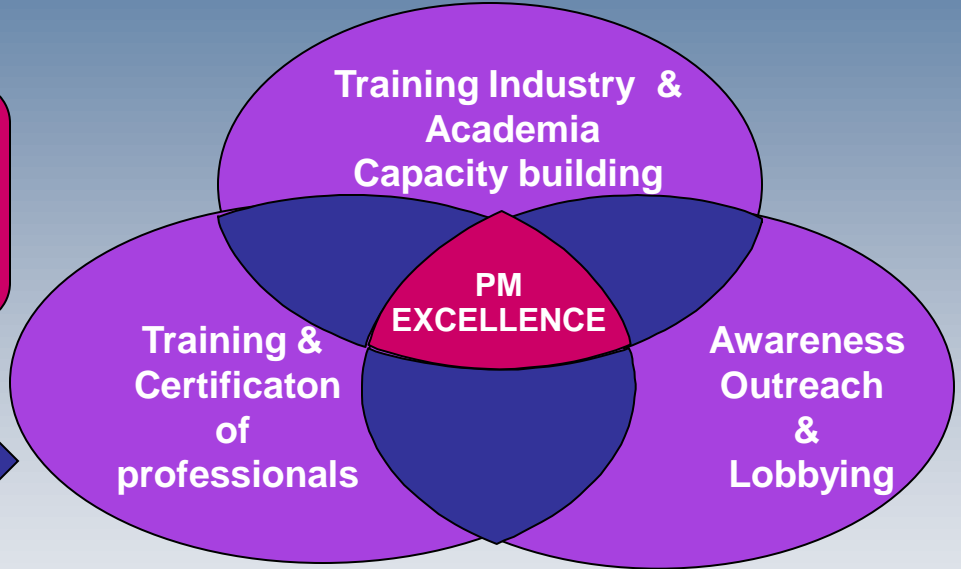 Training Industry &
Academia
Capacity building
PM
EXCELLENCE
Training &
Certificaton
of
professionals
Awareness
Outreach
&
Lobbying